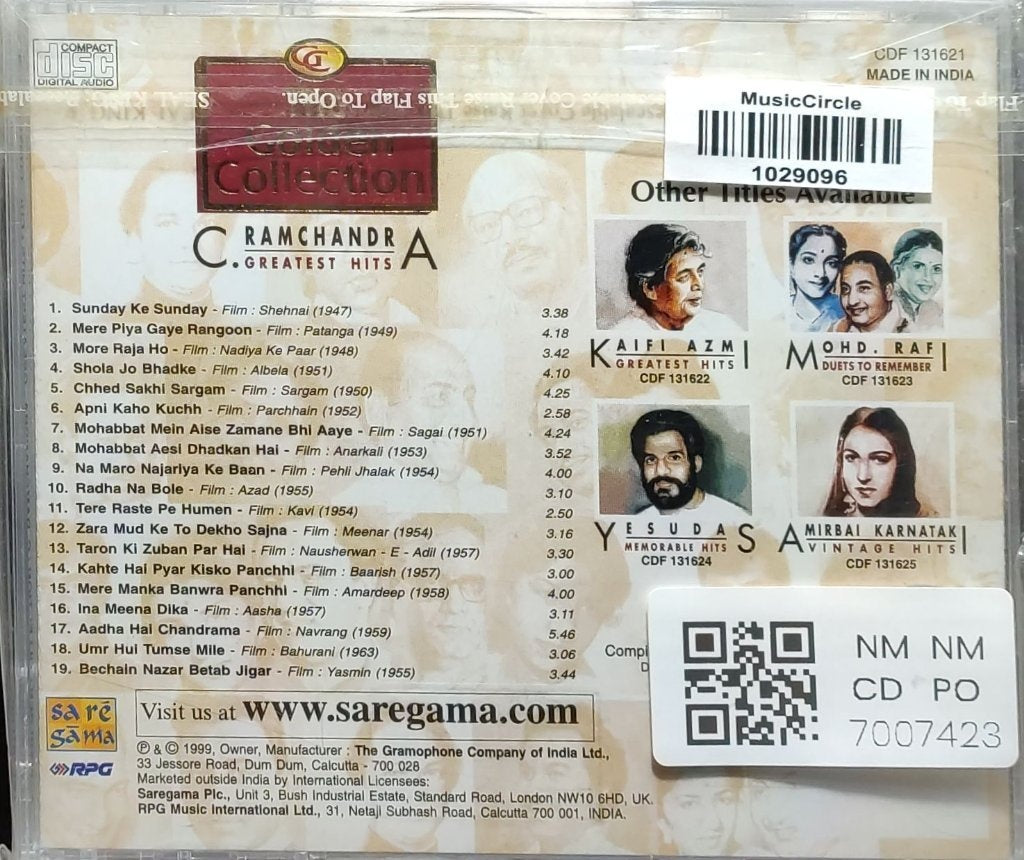 COMPACT
disc
DIGITAL AUDIO
CDF 131621
MADE IN INDIA
Flap To Open.
Raise This Flap To Open.
SEAL KING
Golden
Collection
C. RAMCHANDRA
GREATEST HITS
MusicCircle
1029096
Other Titles Available
1. Sunday Ke Sunday - Film : Shehnai (1947) 3.38
2. Mere Piya Gaye Rangoon - Film : Patanga (1949) 4.18
3. More Raja Ho - Film : Nadiya Ke Paar (1948) 3.42
4. Shola Jo Bhadke - Film : Albela (1951) 4.10
5. Chhed Sakhi Sargam - Film : Sargam (1950) 4.25
6. Apni Kaho Kuchh - Film : Parchhain (1952) 2.58
7. Mohabbat Mein Aise Zamane Bhi Aaye - Film : Sagai (1951) 4.24
8. Mohabbat Aesi Dhadkan Hai - Film : Anarkali (1953) 3.52
9. Na Maro Najariya Ke Baan - Film : Pehli Jhalak (1954) 4.00
10. Radha Na Bole - Film : Azad (1955) 3.10
11. Tere Raste Pe Humen - Film : Kavi (1954) 2.50
12. Zara Mud Ke To Dekho Sajna - Film : Meenar (1954) 3.16
13. Taron Ki Zuban Par Hai - Film : Nausherwan - E - Adil (1957) 3.30
14. Kahte Hai Pyar Kisko Panchhi - Film : Baarish (1957) 3.00
15. Mere Manka Banwra Panchhi - Film : Amardeep (1958) 4.00
16. Ina Meena Dika - Film : Aasha (1957) 3.11
17. Aadha Hai Chandrama - Film : Navrang (1959) 5.46
18. Umr Hui Tumse Mile - Film : Bahurani (1963) 3.06
19. Bechain Nazar Betab Jigar - Film : Yasmin (1955) 3.44
KAIFI AZMI
GREATEST HITS
CDF 131622
MOHD. RAFI
DUETS TO REMEMBER
CDF 131623
YESUDAS
MEMORABLE HITS
CDF 131624
AMIRBAI KARNATAKI
VINTAGE HITS
CDF 131625
NM NM
CD PO
7007423
sa rē
gāma
RPG
Visit us at www.saregama.com
℗ & © 1999, Owner, Manufacturer : The Gramophone Company of India Ltd.,
33 Jessore Road, Dum Dum, Calcutta - 700 028
Marketed outside India by International Licensees:
Saregama Plc., Unit 3, Bush Industrial Estate, Standard Road, London NW10 6HD, UK.
RPG Music International Ltd., 31, Netaji Subhash Road, Calcutta 700 001, INDIA.